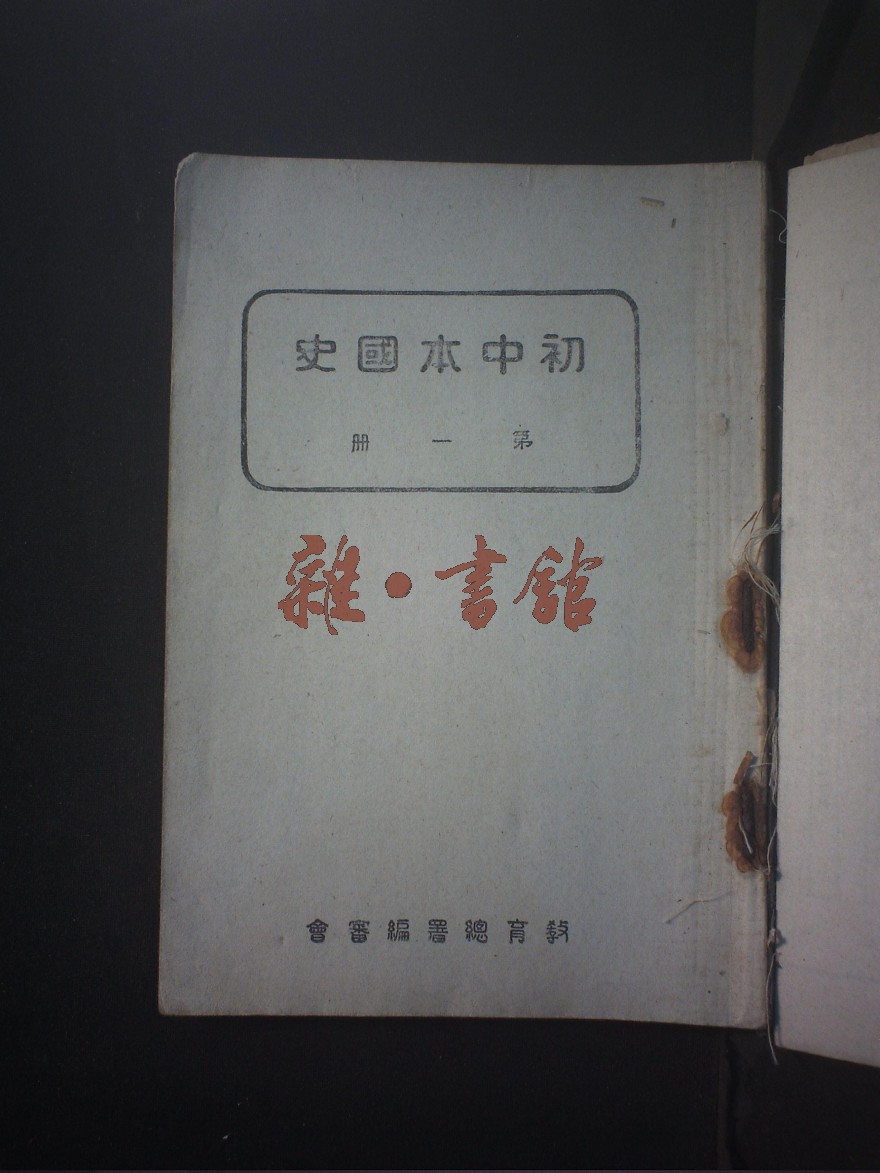 初中本國史
第一冊
雜·書館
教育總署編審會